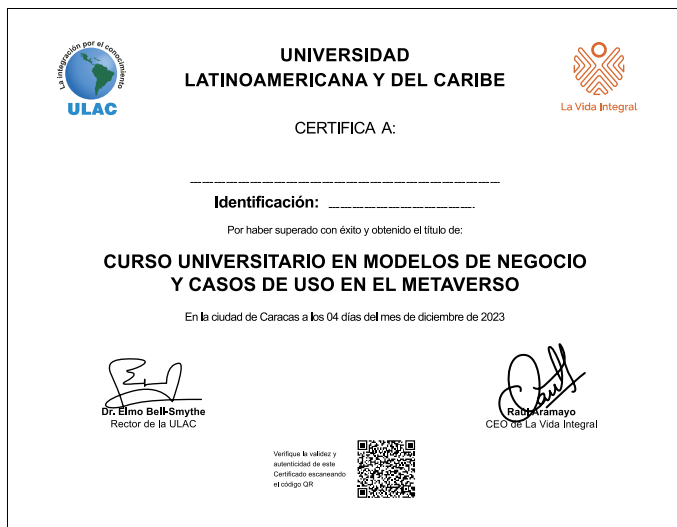 La integración por el conocimiento
ULAC
UNIVERSIDAD
LATINOAMERICANA Y DEL CARIBE
La Vida Integral
CERTIFICA A:
Identificación:
Por haber superado con éxito y obtenido el título de:
CURSO UNIVERSITARIO EN MODELOS DE NEGOCIO
Y CASOS DE USO EN EL METAVERSO
En la ciudad de Caracas a los 04 días del mes de diciembre de 2023
Dr. Elmo Bell-Smythe
Rector de la ULAC
Raúl Aramayo
CEO de La Vida Integral
Verifique la validez y
autenticidad de este
Certificado escaneando
el código QR